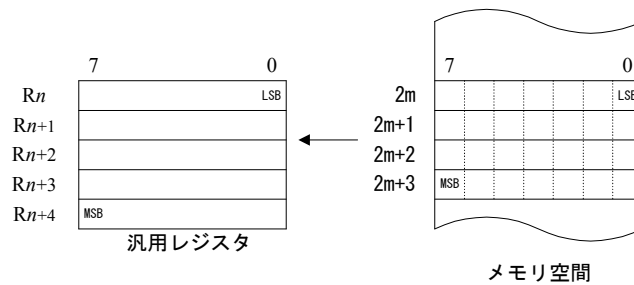 7 0
7 0
Rn LSB
2m LSB
Rn+1
2m+1
Rn+2
2m+2
Rn+3
2m+3 MSB
Rn+4 MSB
汎用レジスタ
メモリ空間